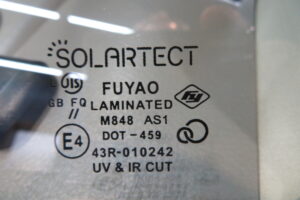 SOLARTECT
FUYAO
GB FQ LAMINATED
//
M848 AS1
DOT-459
E4
43R-010242
UV & IR CUT